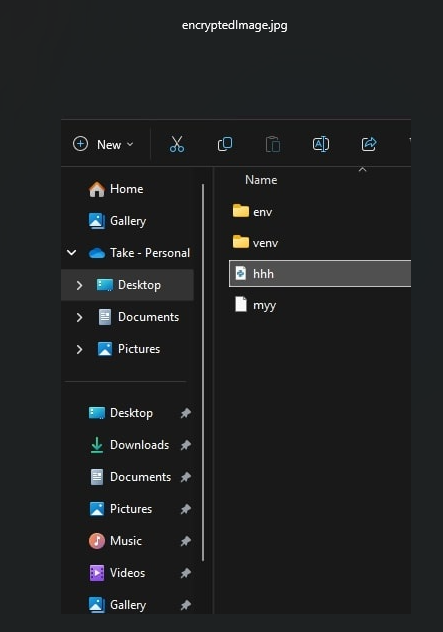 encryptedImage.jpg
New
Name
Home
Gallery
Take - Personal
Desktop
Documents
Pictures
Desktop
Downloads
Documents
Pictures
Music
Videos
Gallery
env
venv
hhh
myy